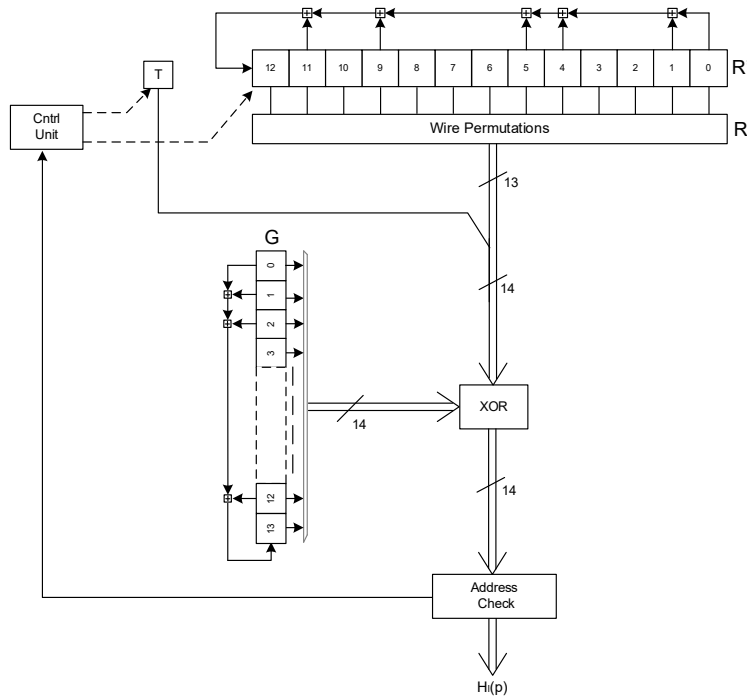 T
12 11 10 9 8 7 6 5 4 3 2 1 0
R
Cntrl
Unit
Wire Permutations
R
13
G
0
1
2
3
12
13
14
14
XOR
14
Address
Check
Hl(p)